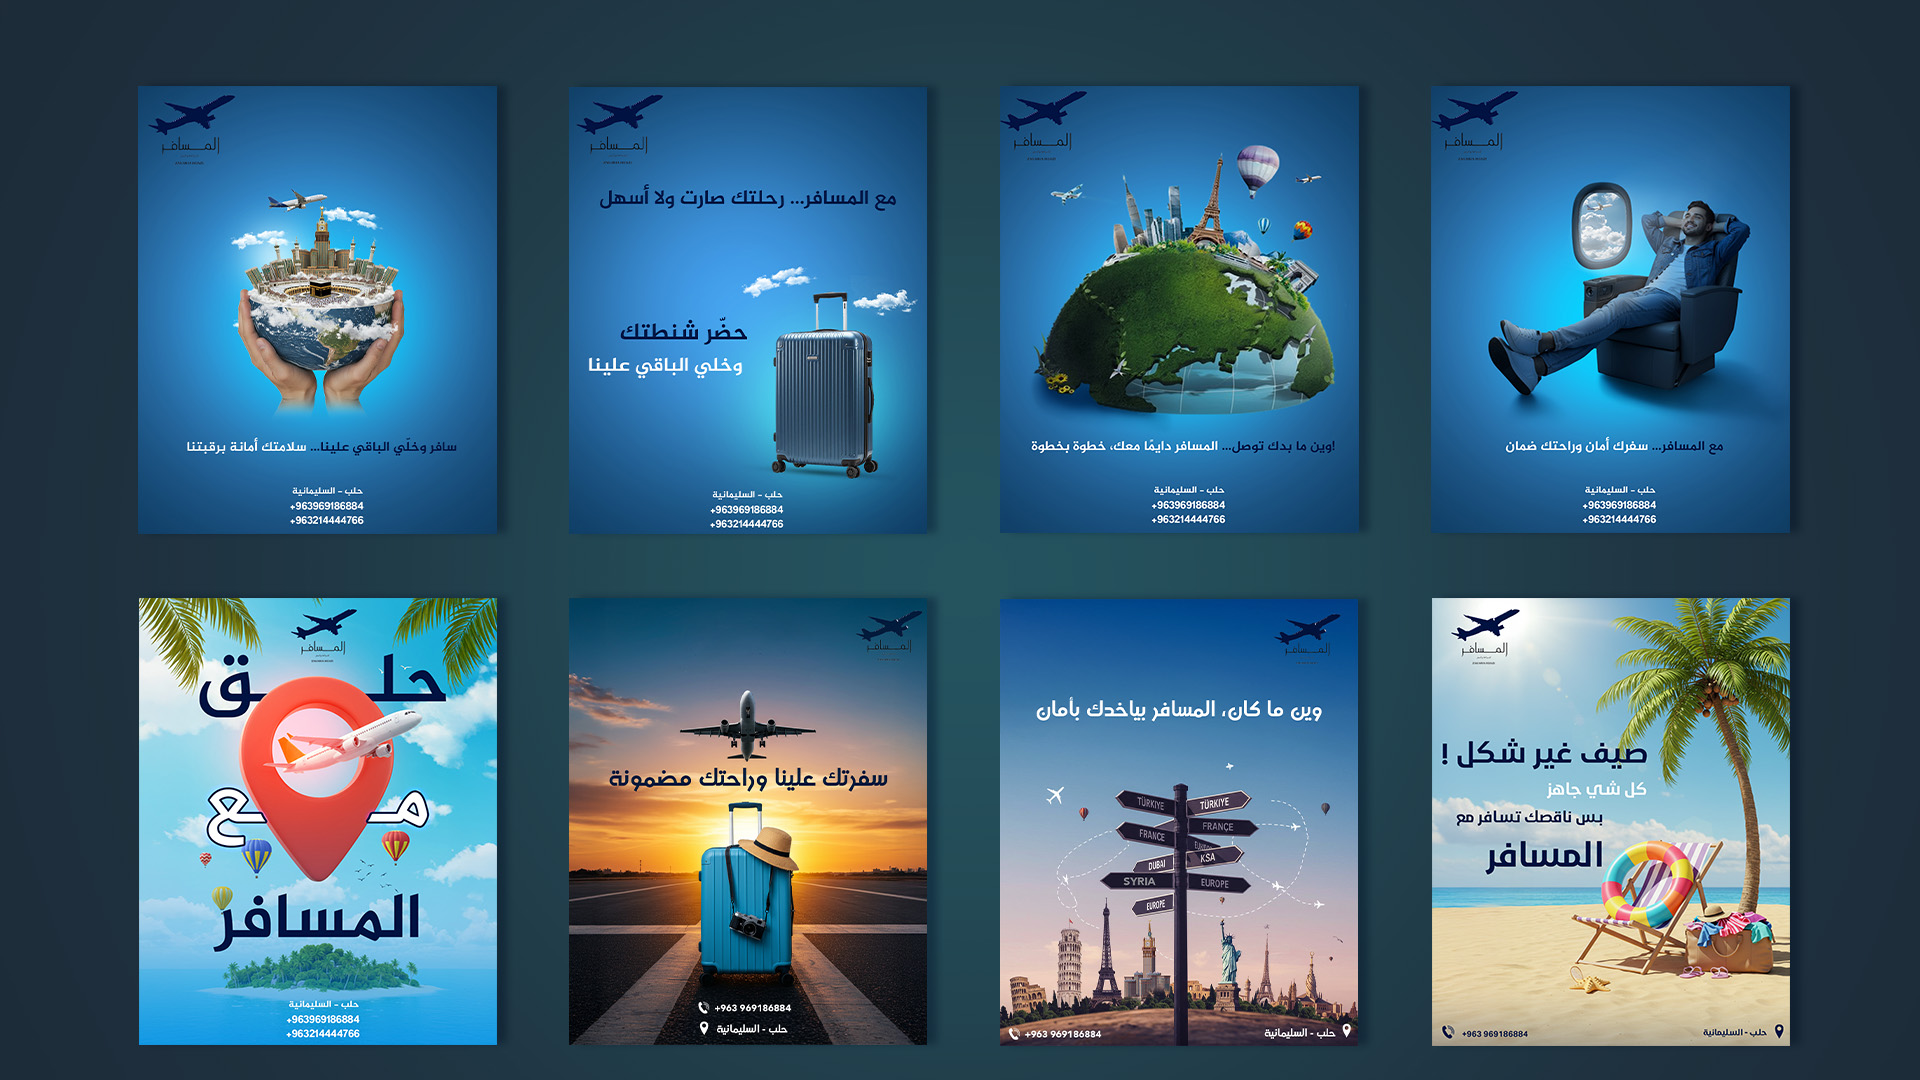 المسافر
سافر وخلّي الباقي علينا... سلامتك أمانة برقبتنا
حلب - السليمانية
+963969186884
+963214444766
المسافر
مع المسافر... رحلتك صارت ولا أسهل
حضّر شنطتك
وخلي الباقي علينا
حلب - السليمانية
+963969186884
+963214444766
المسافر
وين ما بدك توصل... المسافر دايمًا معك، خطوة بخطوة!
حلب - السليمانية
+963969186884
+963214444766
المسافر
مع المسافر... سفرك أمان وراحتك ضمان
حلب - السليمانية
+963969186884
+963214444766
المسافر
حلق
مع
المسافر
حلب - السليمانية
+963969186884
+963214444766
المسافر
سفرتك علينا وراحتك مضمونة
+963 969186884
حلب - السليمانية
المسافر
وين ما كان، المسافر بياخدك بأمان
TÜRKIYE
TÜRKIYE
FRANCE
FRANCE
DUBAI
KSA
SYRIA
EUROPE
EUROPE
+963 969186884
حلب - السليمانية
المسافر
صيف غير شكل !
كل شي جاهز
بس ناقصك تسافر مع
المسافر
+963 969186884
حلب - السليمانية